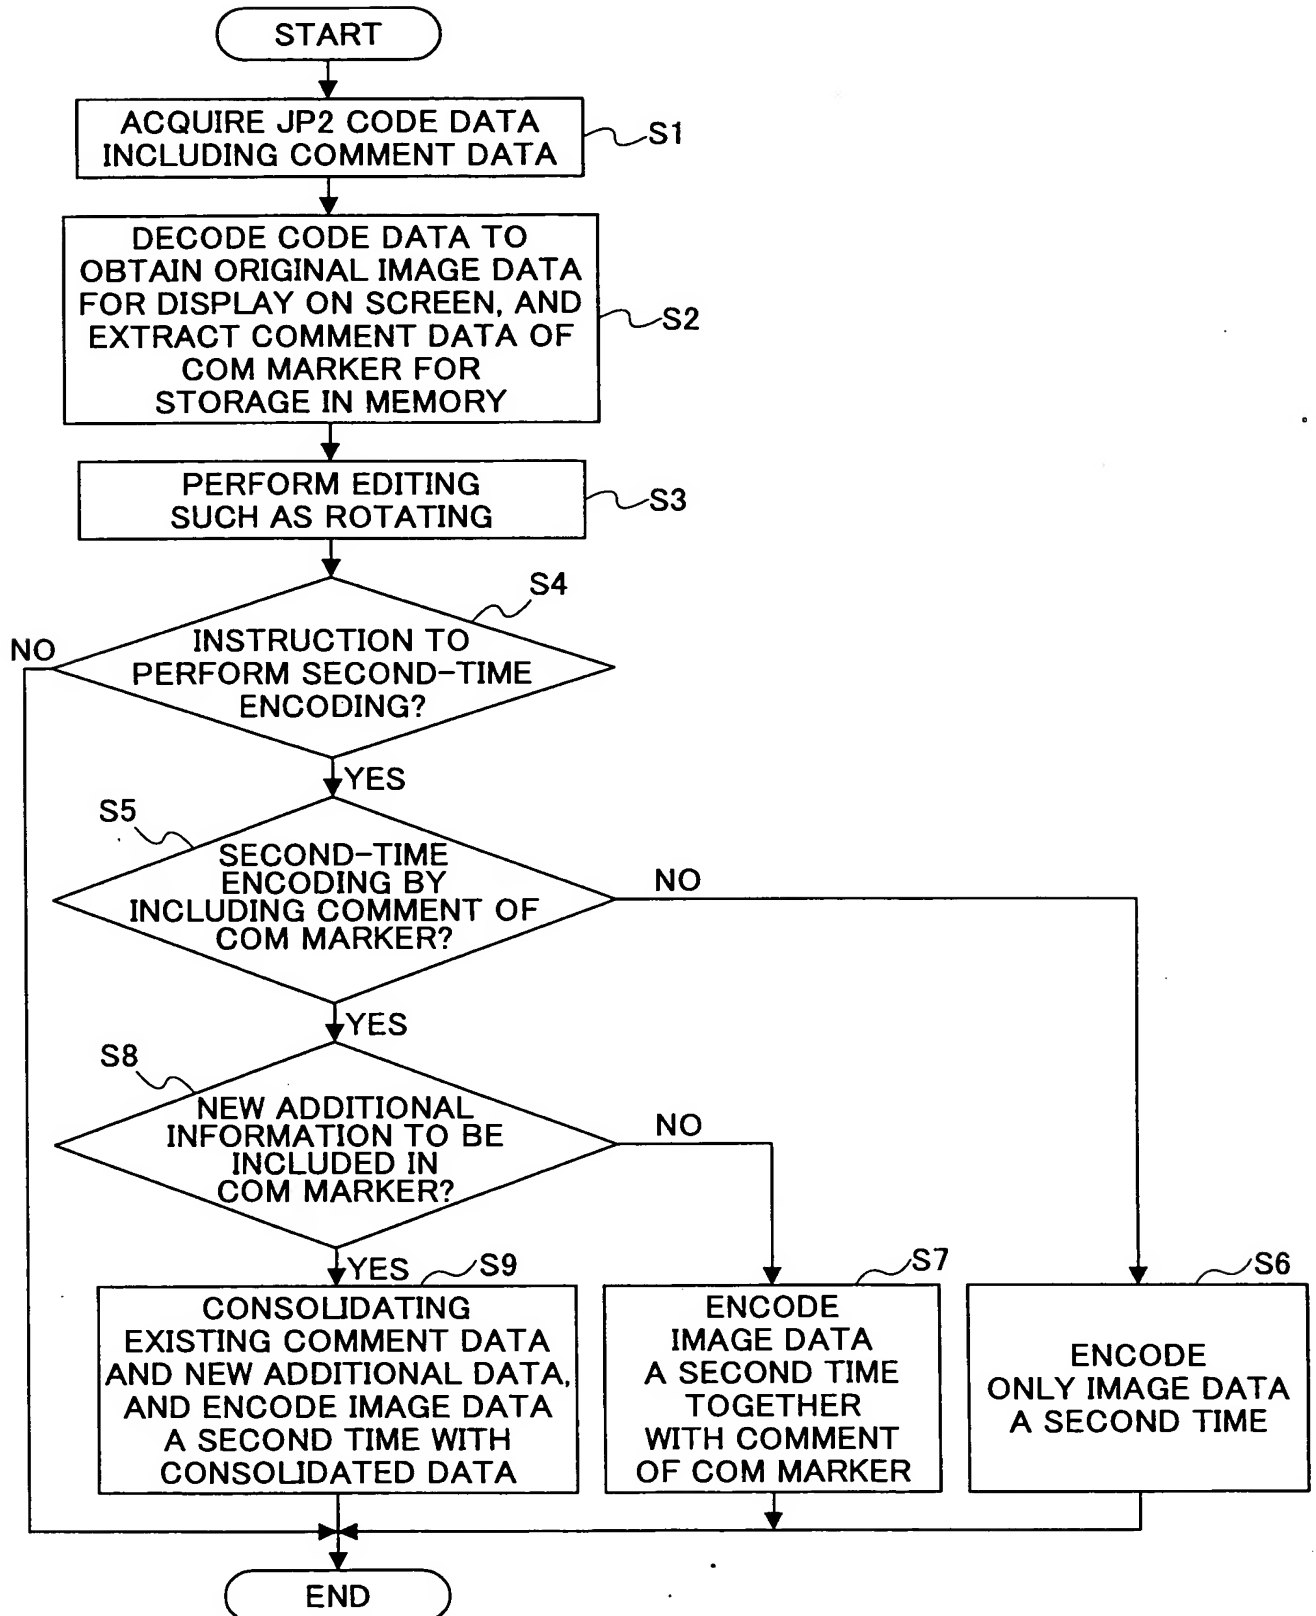 START
ACQUIRE JP2 CODE DATA
INCLUDING COMMENT DATA
S1
DECODE CODE DATA TO
OBTAIN ORIGINAL IMAGE DATA
FOR DISPLAY ON SCREEN, AND
EXTRACT COMMENT DATA OF
COM MARKER FOR
STORAGE IN MEMORY
S2
PERFORM EDITING
SUCH AS ROTATING
S3
S4
NO
INSTRUCTION TO
PERFORM SECOND-TIME
ENCODING?
YES
S5
SECOND-TIME
ENCODING BY
INCLUDING COMMENT OF
COM MARKER?
NO
YES
S8
NEW ADDITIONAL
INFORMATION TO BE
INCLUDED IN
COM MARKER?
NO
YES
S9
CONSOLIDATING
EXISTING COMMENT DATA
AND NEW ADDITIONAL DATA,
AND ENCODE IMAGE DATA
A SECOND TIME WITH
CONSOLIDATED DATA
S7
ENCODE
IMAGE DATA
A SECOND TIME
TOGETHER
WITH COMMENT
OF COM MARKER
S6
ENCODE
ONLY IMAGE DATA
A SECOND TIME
END